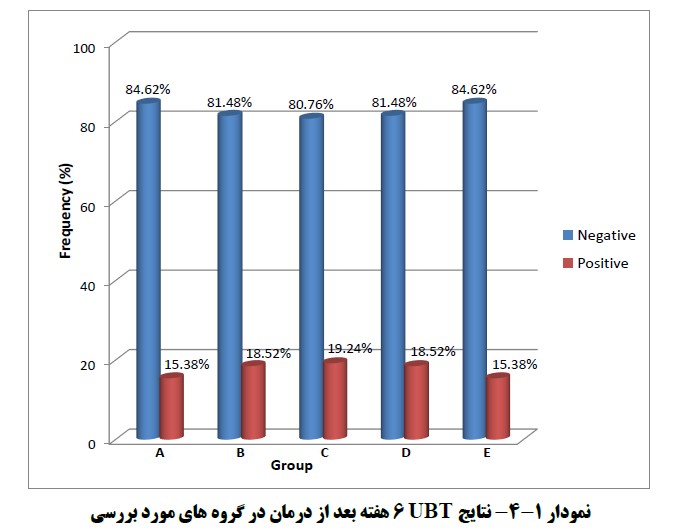 100
80
60
40
20
0
Frequency (%)
84.62%
81.48%
80.76%
81.48%
84.62%
15.38%
18.52%
19.24%
18.52%
15.38%
A B C D E
Group
Negative
Positive
نمودار ۱-۴- نتایج UBT ۶ هفته بعد از درمان در گروه های مورد بررسی